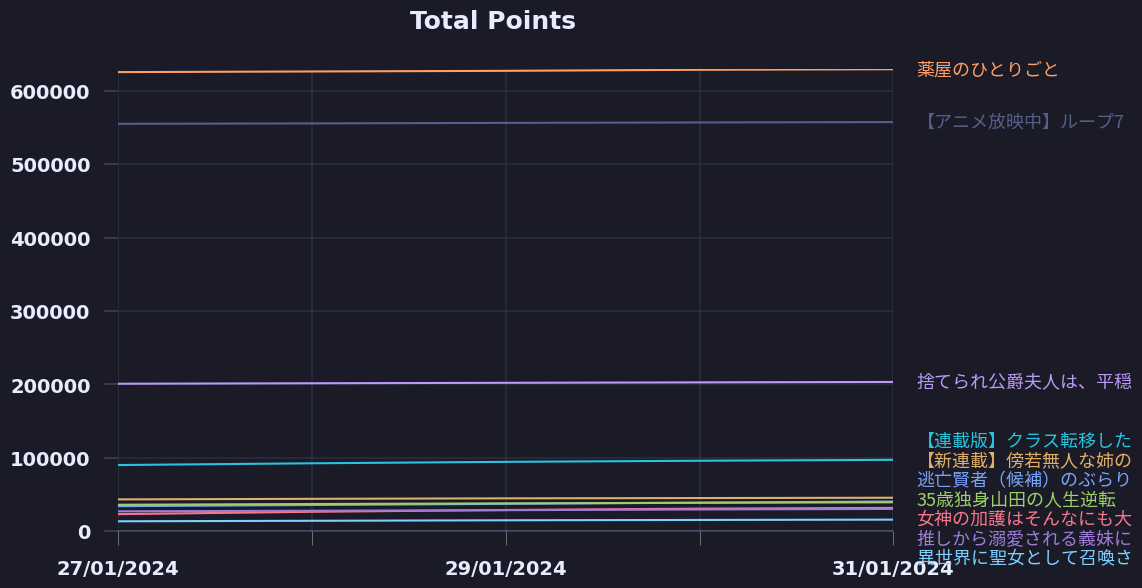 Total Points
600000
500000
400000
300000
200000
100000
0
27/01/2024
29/01/2024
31/01/2024
薬屋のひとりごと
【アニメ放映中】ループ7
捨てられ公爵夫人は、平穏
【連載版】クラス転移した
【新連載】傍若無人な姉の
逃亡賢者（候補）のぶらり
35歳独身山田の人生逆転
女神の加護はそんなにも大
推しから溺愛される義妹に
異世界に聖女として召喚さ